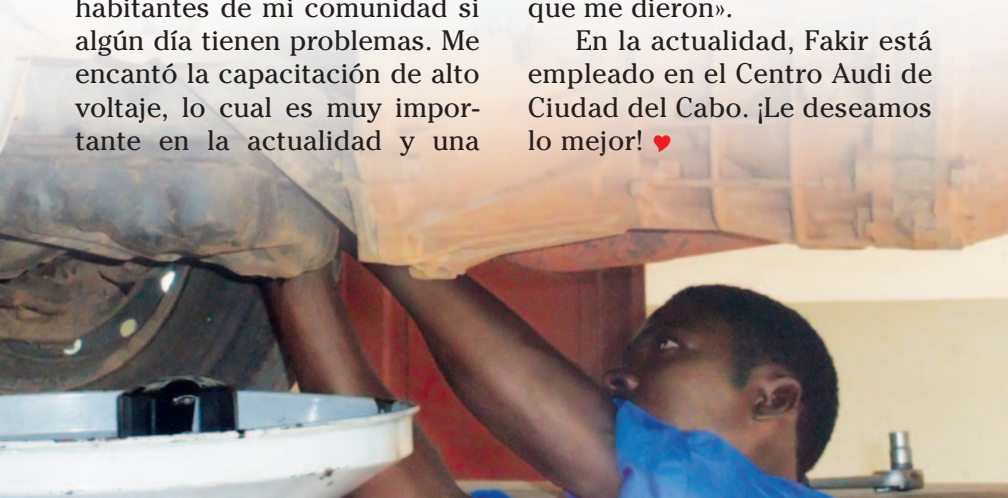 habitantes de mi comunidad si
algún día tienen problemas. Me
encantó la capacitación de alto
voltaje, lo cual es muy impor-
tante en la actualidad y una
que me dieron».
En la actualidad, Fakir está
empleado en el Centro Audi de
Ciudad del Cabo. ¡Le deseamos
lo mejor!